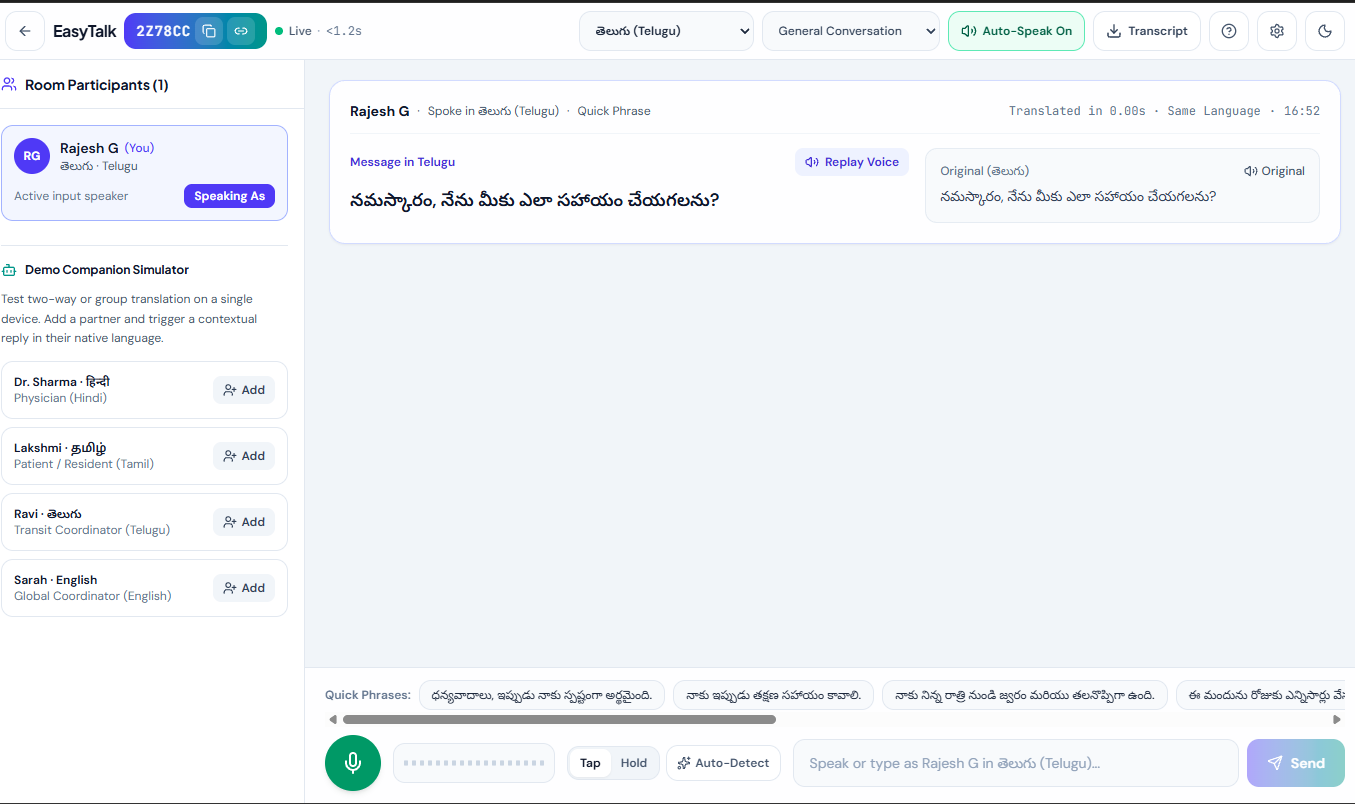 EasyTalk 2Z78CC Live · <1.2s తెలుగు (Telugu) General Conversation Auto-Speak On Transcript
Room Participants (1)
RG Rajesh G (You)
తెలుగు · Telugu
Active input speaker Speaking As
Demo Companion Simulator
Test two-way or group translation on a single
device. Add a partner and trigger a contextual
reply in their native language.
Dr. Sharma · हिन्दी
Physician (Hindi)
Add
Lakshmi · தமிழ்
Patient / Resident (Tamil)
Add
Ravi · తెలుగు
Transit Coordinator (Telugu)
Add
Sarah · English
Global Coordinator (English)
Add
Rajesh G · Spoke in తెలుగు (Telugu) · Quick Phrase Translated in 0.00s · Same Language · 16:52
Message in Telugu Replay Voice
నమస్కారం, నేను మీకు ఎలా సహాయం చేయగలను?
Original (తెలుగు) Original
నమస్కారం, నేను మీకు ఎలా సహాయం చేయగలను?
Quick Phrases: ధన్యవాదాలు, ఇప్పుడు నాకు స్పష్టంగా అర్థమైంది. నాకు ఇప్పుడు తక్షణ సహాయం కావాలి. నాకు నిన్న రాత్రి నుండి జ్వరం మరియు తలనొప్పిగా ఉంది. ఈ మందును రోజుకు ఎన్నిసార్లు
Tap Hold Auto-Detect Speak or type as Rajesh G in తెలుగు (Telugu)... Send